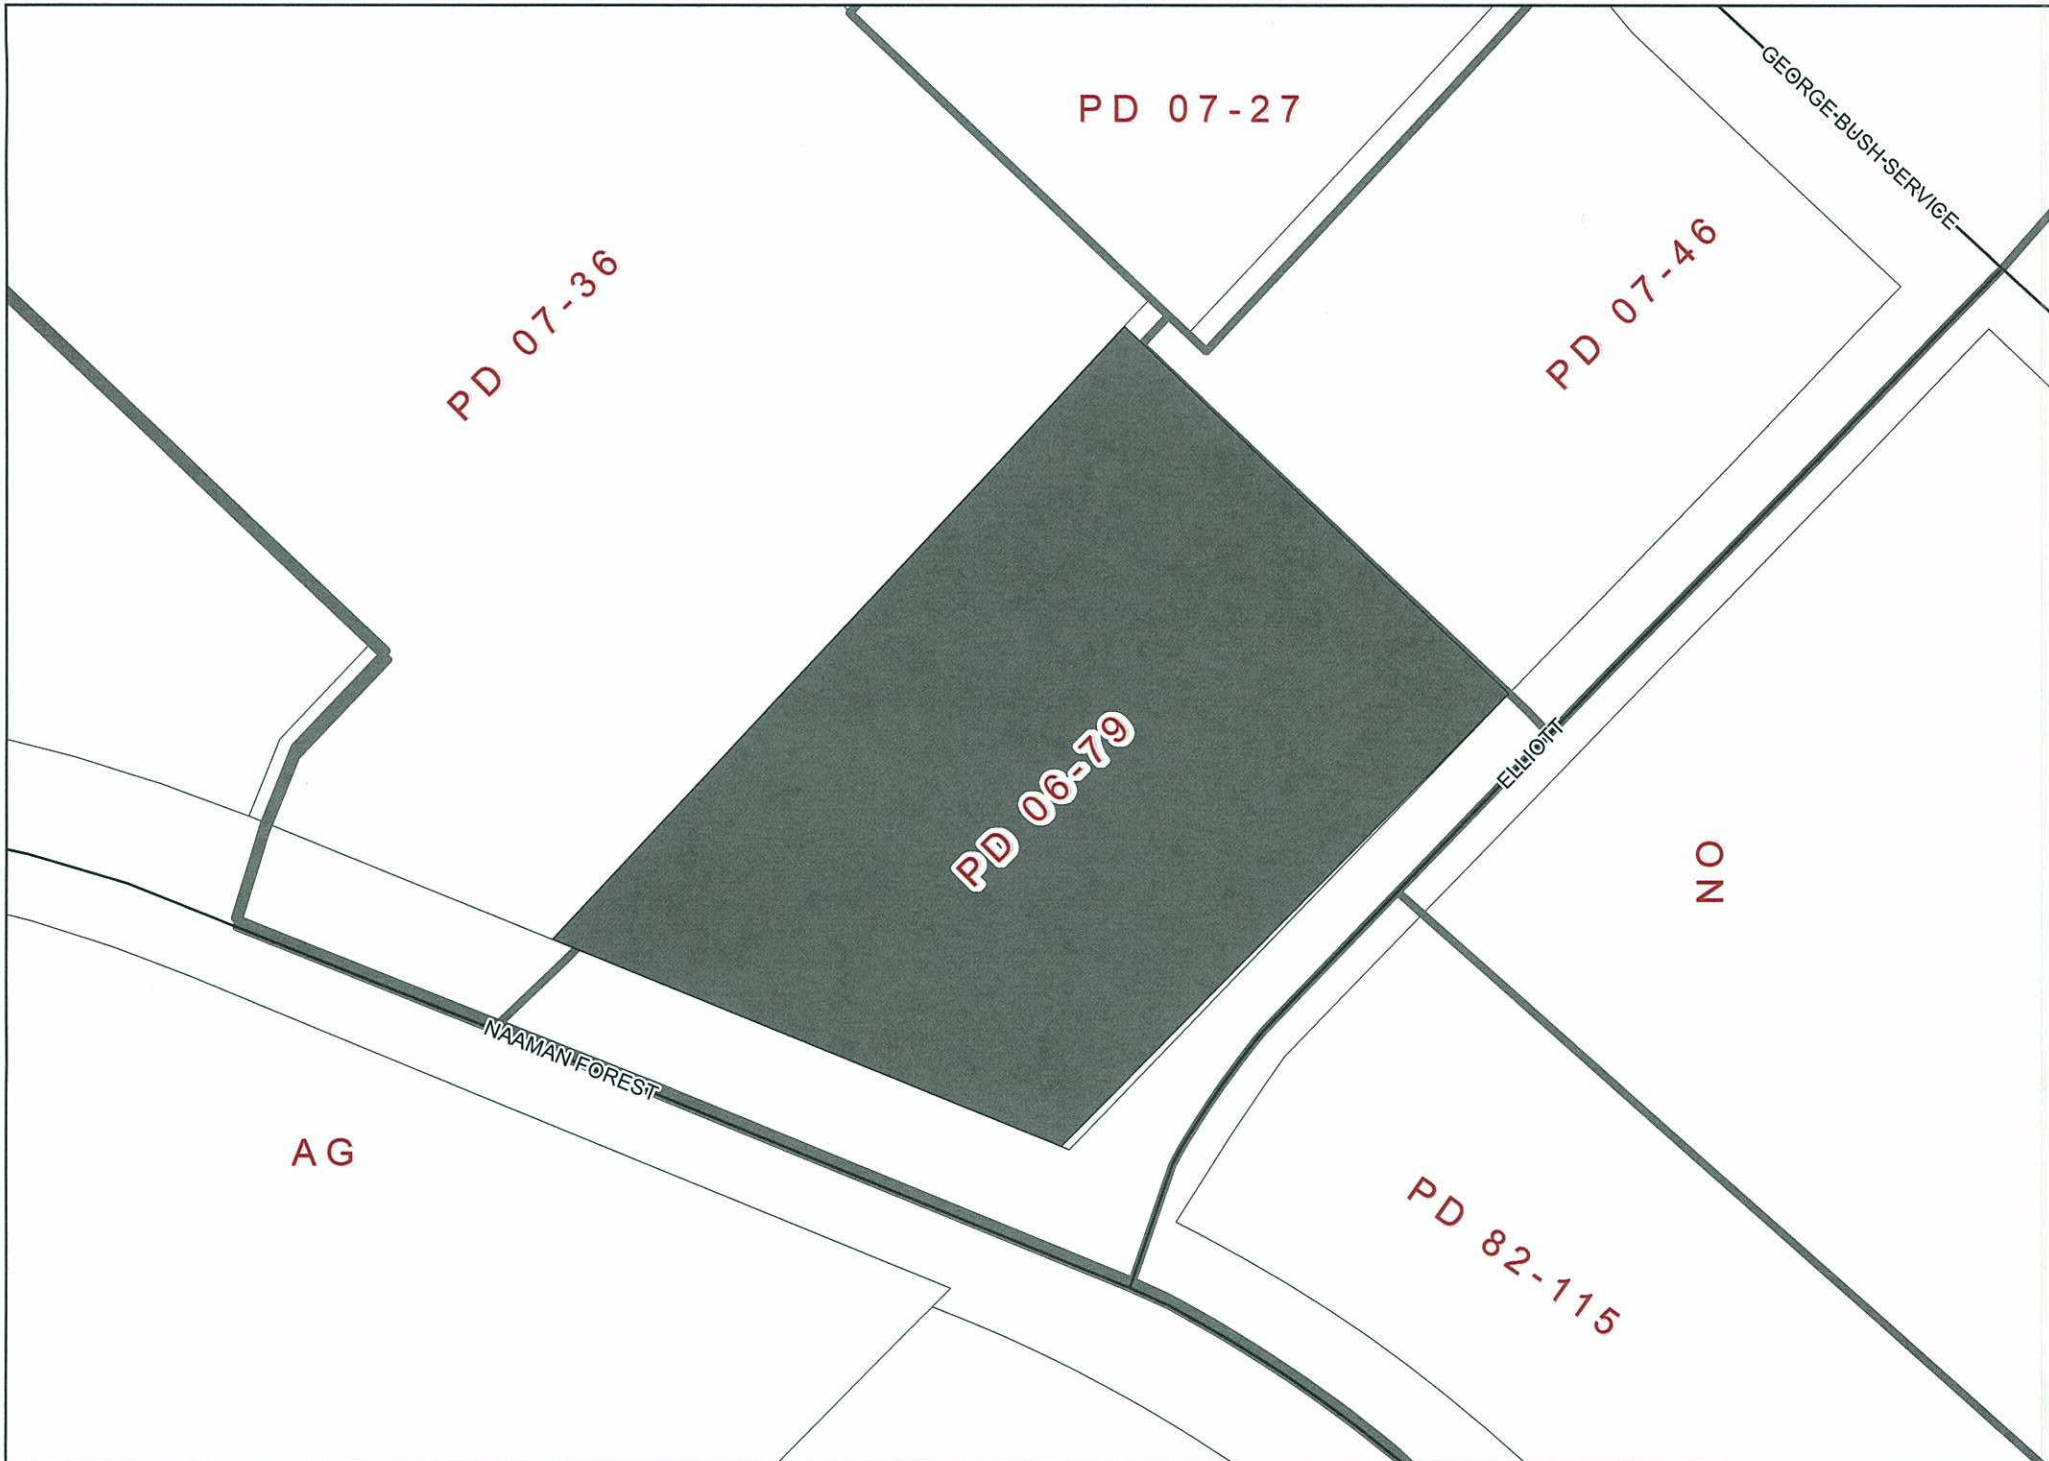 PD 07-27
GEORGE-BUSH-SERVICE
PD 07-36
PD 07-46
PD 06-79
ELLIOTT
NO
NAAMAN FOREST
AG
PD 82-115